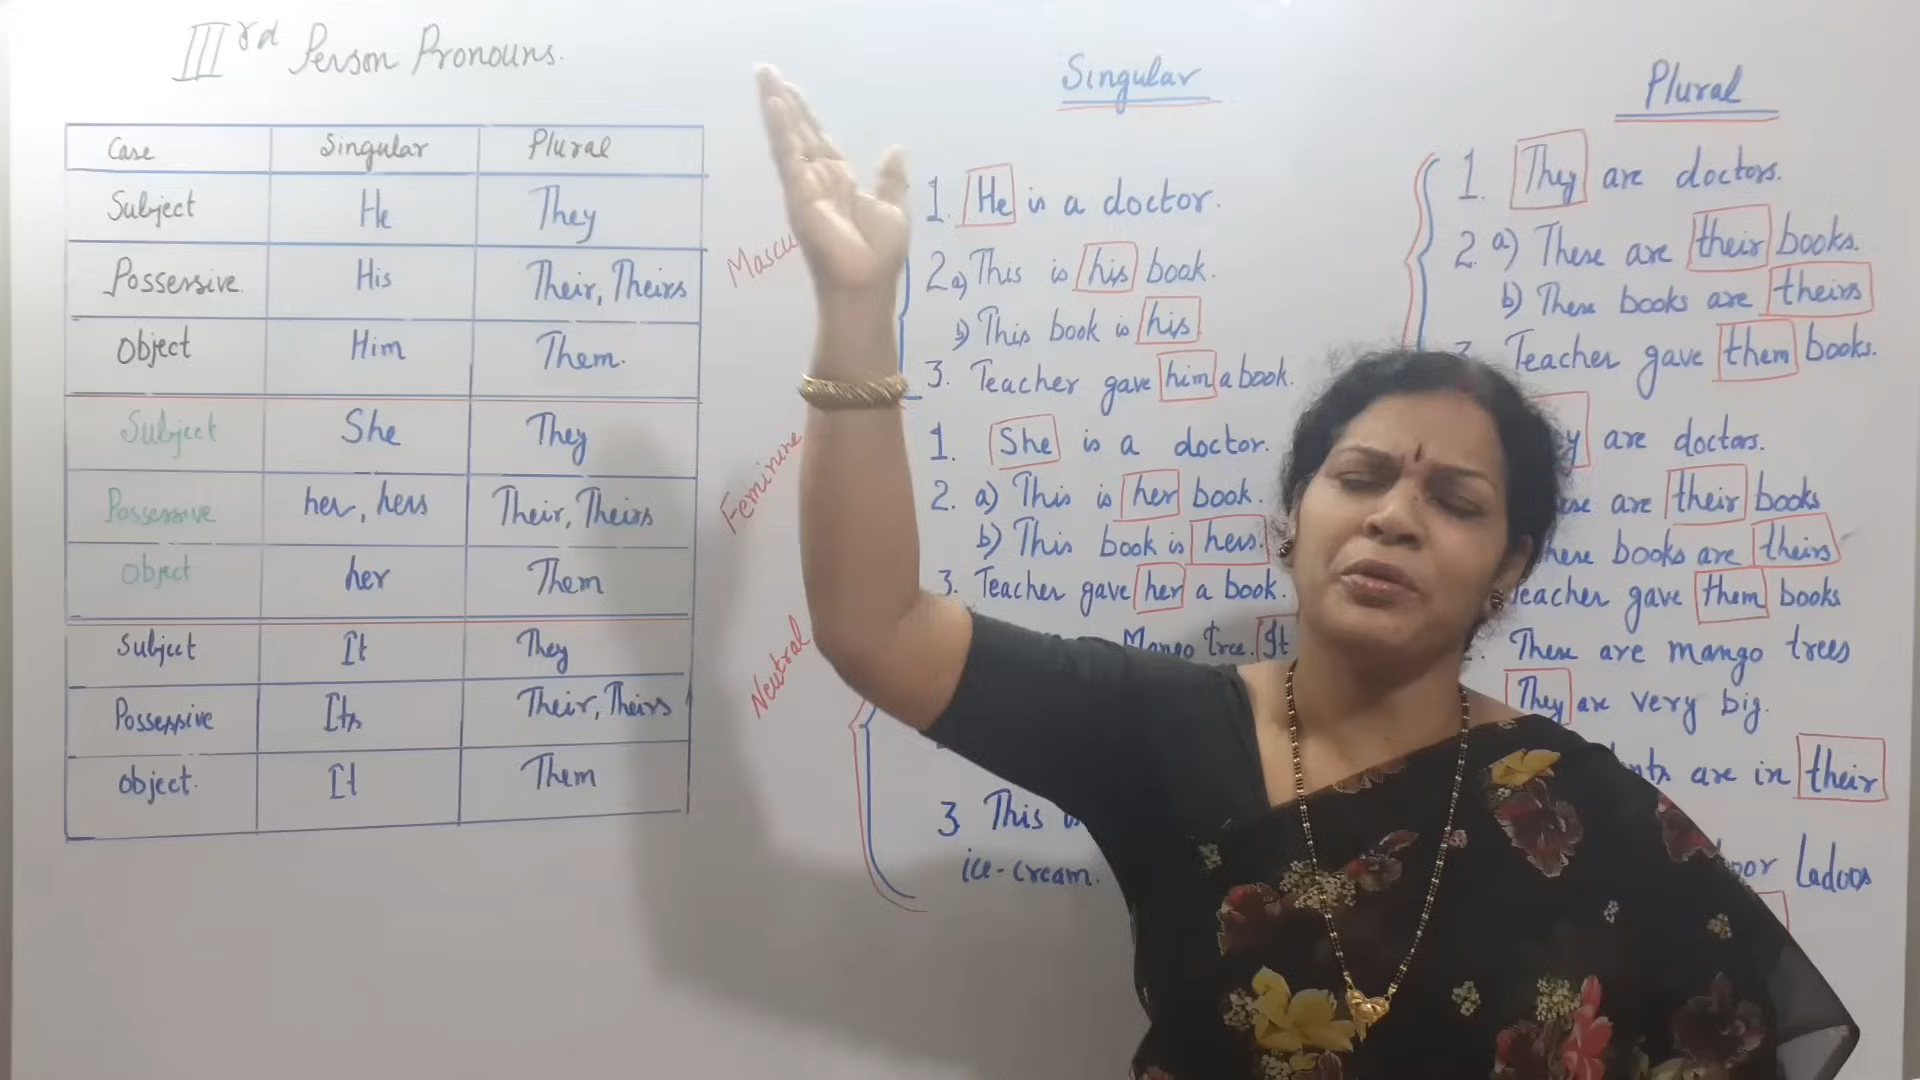 IIIrd Person Pronouns.
Case Singular Plural
Subject He They
Possessive. His Their, Theirs
Object Him Them.
Subject She They
Possessive her, hers Their, Theirs
Object her Them
Subject It They
Possessive Its Their, Theirs
object. It Them
Feminine
Neutral
Singular
1. He is a doctor.
2 a) This is his book.
b) This book is his
3. Teacher gave him a book.
1. She is a doctor.
2. a) This is her book.
b) This book is hers.
3. Teacher gave her a book.
Mango tree. It
3 This
ice-cream.
Plural
1. They are doctors.
2. a) These are their books.
b) These books are theirs
Teacher gave them books.
are doctors.
are their books
books are theirs
Teacher gave them books
These are mango trees
They are very big.
are in their
ladoos